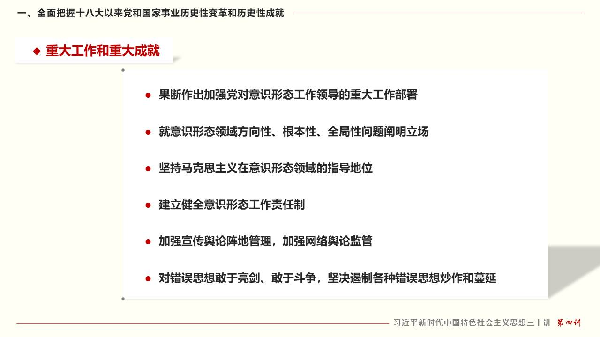 一、全面把握十八大以来党和国家事业历史性变革和历史性成就
重大工作和重大成就
果断作出加强党对意识形态工作领导的重大工作部署
就意识形态领域方向性、根本性、全局性问题阐明立场
坚持马克思主义在意识形态领域的指导地位
建立健全意识形态工作责任制
加强宣传舆论阵地管理，加强网络舆论监管
对错误思想敢于亮剑、敢于斗争，坚决遏制各种错误思想炒作和蔓延
习近平新时代中国特色社会主义思想三十讲 第四讲